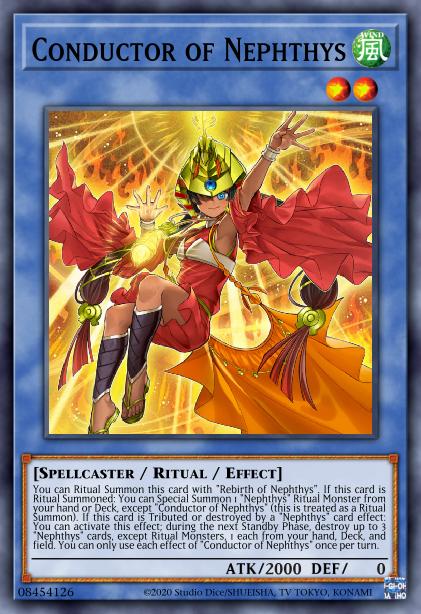 CONDUCTOR OF NEPHTHYS
WIND
風
[SPELLCASTER / RITUAL / EFFECT]
You can Ritual Summon this card with "Rebirth of Nephthys". If this card is
Ritual Summoned: You can Special Summon 1 "Nephthys" Ritual Monster from
your hand or Deck, except "Conductor of Nephthys" (this is treated as a Ritual
Summon). If this card is Tributed or destroyed by a "Nephthys" card effect:
You can activate this effect; during the next Standby Phase, destroy up to 3
"Nephthys" cards, except Ritual Monsters, 1 each from your hand, Deck, and
field. You can only use each effect of "Conductor of Nephthys" once per turn.
ATK/2000 DEF/ 0
08454126 ©2020 Studio Dice/SHUEISHA, TV TOKYO, KONAMI